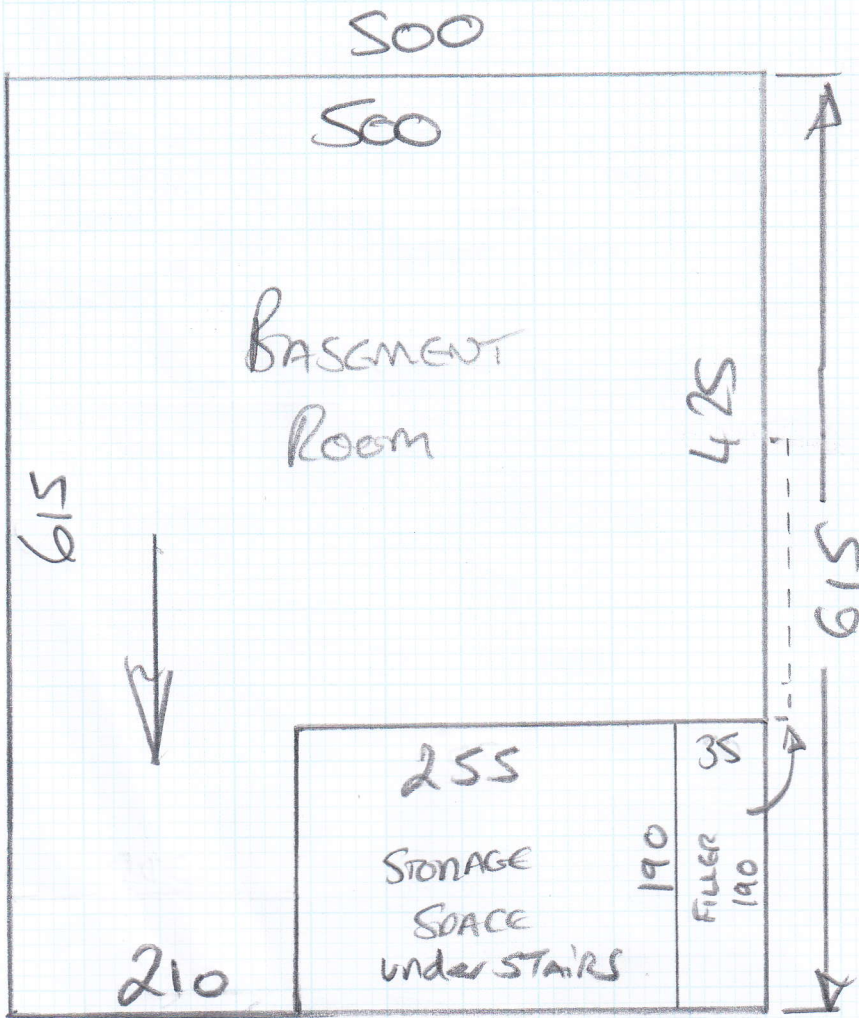 500
500
BASEMENT
ROOM
425
615
615
255
35
STORAGE
SPACE
under STAIRS
190
FILLER
190
210